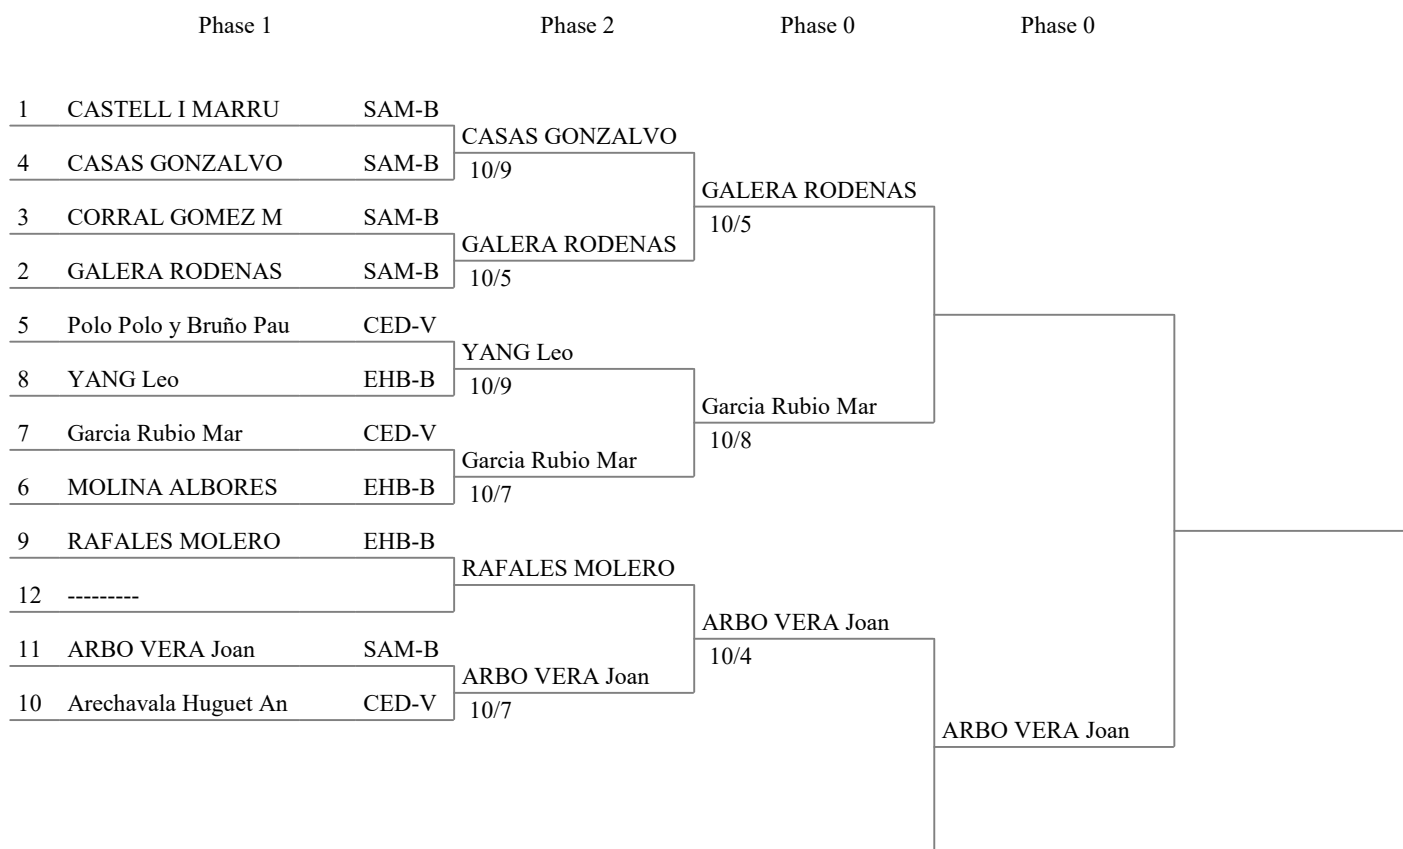 Phase 1 Phase 2 Phase 0 Phase 0
1 CASTELL I MARRU SAM-B
CASAS GONZALVO
4 CASAS GONZALVO SAM-B
10/9
GALERA RODENAS
3 CORRAL GOMEZ M SAM-B
10/5
GALERA RODENAS
2 GALERA RODENAS SAM-B
10/5
5 Polo Polo y Bruño Pau CED-V
YANG Leo
8 YANG Leo EHB-B
10/9
Garcia Rubio Mar
7 Garcia Rubio Mar CED-V
10/8
Garcia Rubio Mar
6 MOLINA ALBORES EHB-B
10/7
9 RAFALES MOLERO EHB-B
RAFALES MOLERO
12 ---------
ARBO VERA Joan
11 ARBO VERA Joan SAM-B
10/4
ARBO VERA Joan
10 Arechavala Huguet An CED-V
10/7
ARBO VERA Joan